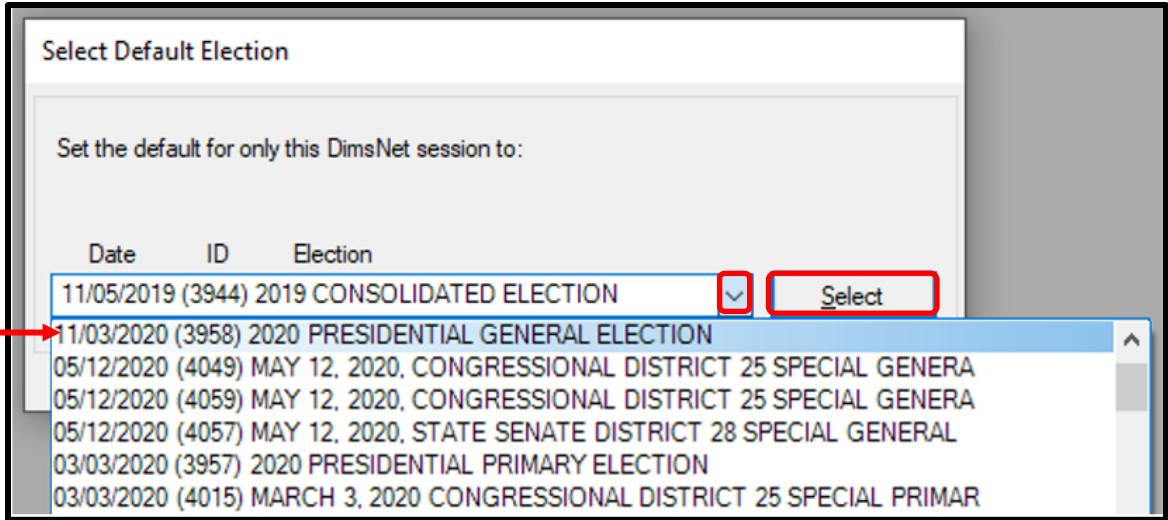 Select Default Election
Set the default for only this DimsNet session to:
Date ID Election
11/05/2019 (3944) 2019 CONSOLIDATED ELECTION Select
11/03/2020 (3958) 2020 PRESIDENTIAL GENERAL ELECTION
05/12/2020 (4049) MAY 12, 2020, CONGRESSIONAL DISTRICT 25 SPECIAL GENERA
05/12/2020 (4059) MAY 12, 2020, CONGRESSIONAL DISTRICT 25 SPECIAL GENERA
05/12/2020 (4057) MAY 12, 2020, STATE SENATE DISTRICT 28 SPECIAL GENERAL
03/03/2020 (3957) 2020 PRESIDENTIAL PRIMARY ELECTION
03/03/2020 (4015) MARCH 3, 2020 CONGRESSIONAL DISTRICT 25 SPECIAL PRIMAR